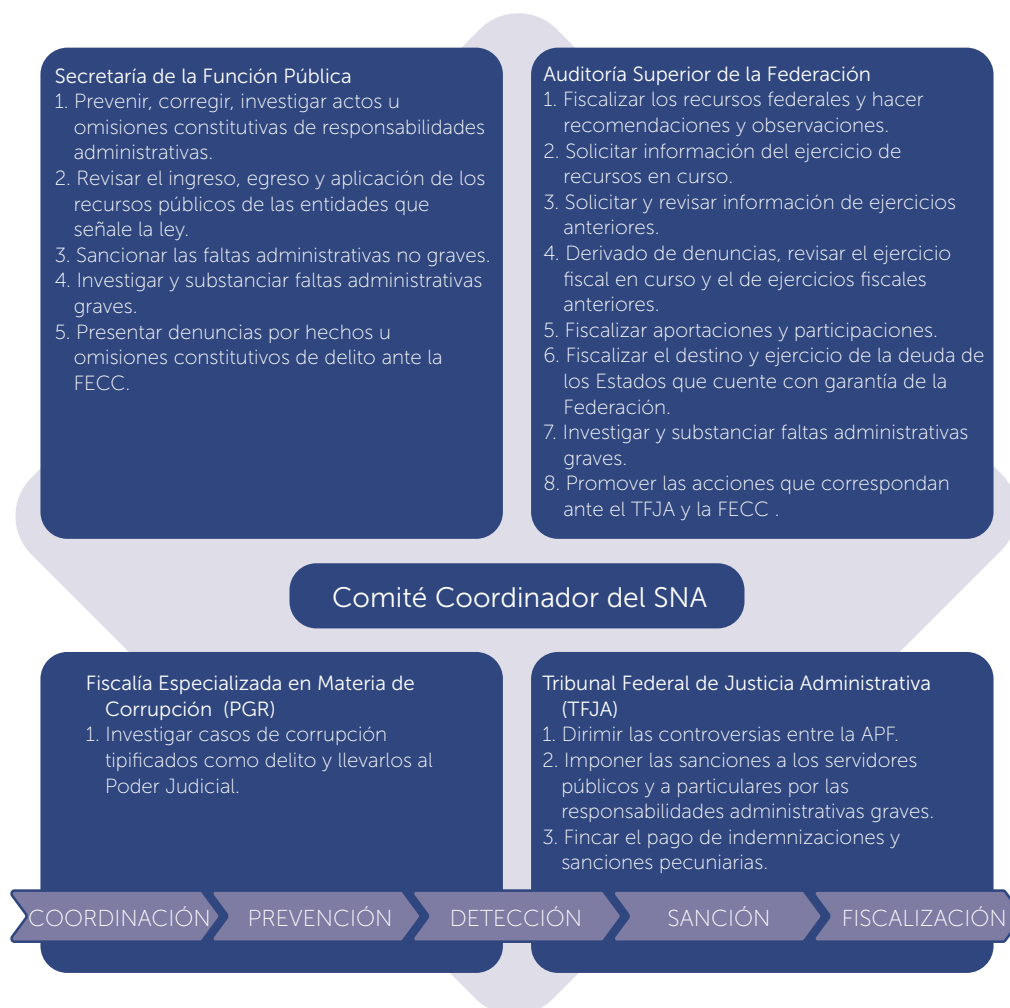 Secretaría de la Función Pública
1. Prevenir, corregir, investigar actos u
omisiones constitutivas de responsabilidades
administrativas.
2. Revisar el ingreso, egreso y aplicación de los
recursos públicos de las entidades que
señale la ley.
3. Sancionar las faltas administrativas no graves.
4. Investigar y substanciar faltas administrativas
graves.
5. Presentar denuncias por hechos u
omisiones constitutivos de delito ante la
FECC.
Auditoría Superior de la Federación
1. Fiscalizar los recursos federales y hacer
recomendaciones y observaciones.
2. Solicitar información del ejercicio de
recursos en curso.
3. Solicitar y revisar información de ejercicios
anteriores.
4. Derivado de denuncias, revisar el ejercicio
fiscal en curso y el de ejercicios fiscales
anteriores.
5. Fiscalizar aportaciones y participaciones.
6. Fiscalizar el destino y ejercicio de la deuda de
los Estados que cuente con garantía de la
Federación.
7. Investigar y substanciar faltas administrativas
graves.
8. Promover las acciones que correspondan
ante el TFJA y la FECC .
Comité Coordinador del SNA
Fiscalía Especializada en Materia de
Corrupción (PGR)
1. Investigar casos de corrupción
tipificados como delito y llevarlos al
Poder Judicial.
Tribunal Federal de Justicia Administrativa
(TFJA)
1. Dirimir las controversias entre la APF.
2. Imponer las sanciones a los servidores
públicos y a particulares por las
responsabilidades administrativas graves.
3. Fincar el pago de indemnizaciones y
sanciones pecuniarias.
COORDINACIÓN PREVENCIÓN DETECCIÓN SANCIÓN FISCALIZACIÓN